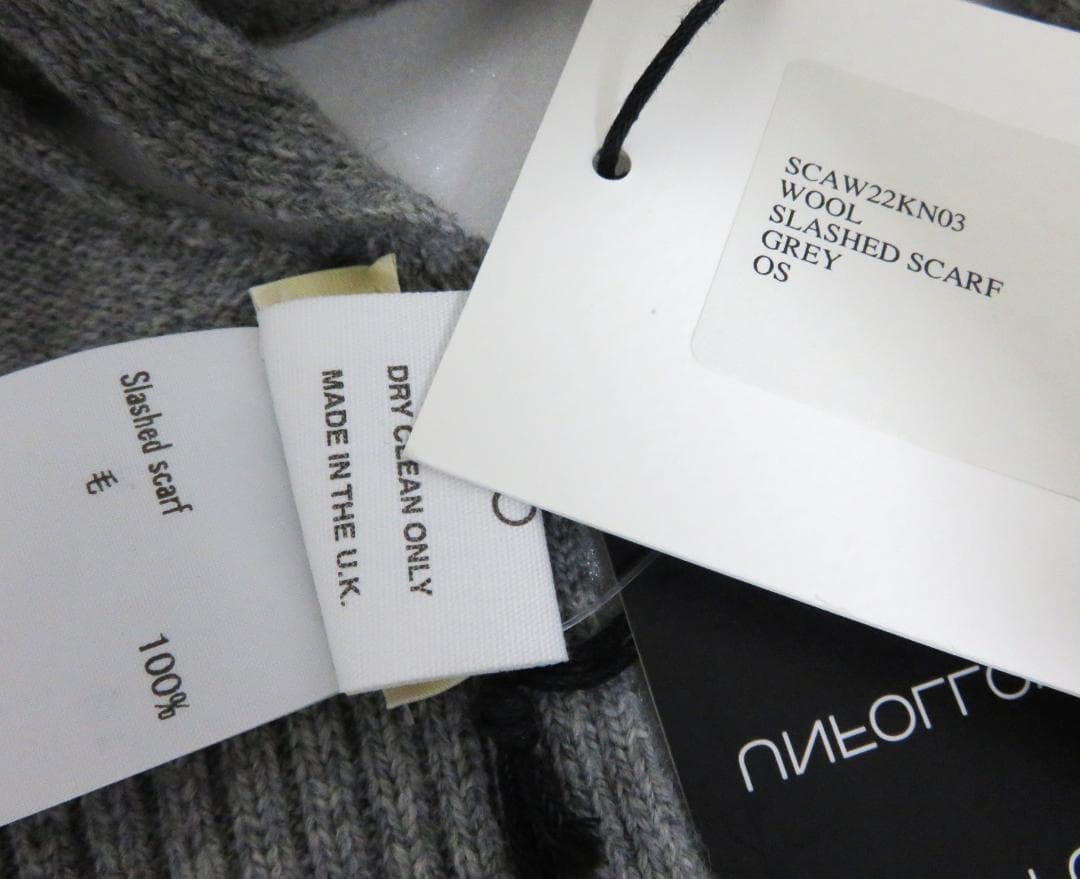 SCAW22KN03
WOOL
SLASHED SCARF
GREY
OS
DRY CLEAN ONLY
MADE IN THE U.K.
Slashed scarf
毛 100%